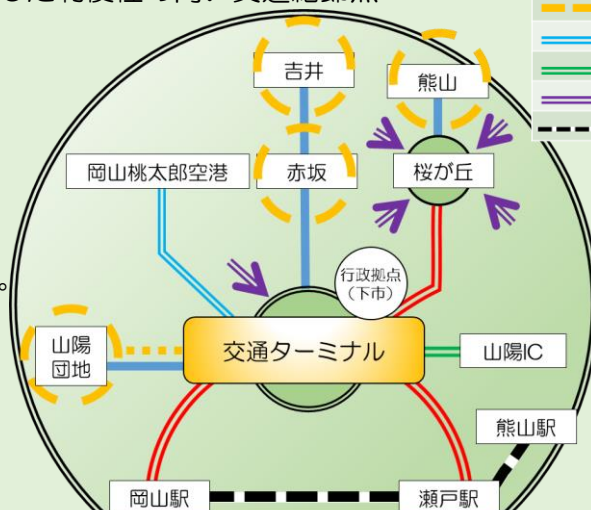 吉井
熊山
岡山桃太郎空港
赤坂
桜が丘
行政拠点
（下市）
。
山陽
団地
交通ターミナル
山陽IC
熊山駅
岡山駅
瀬戸駅